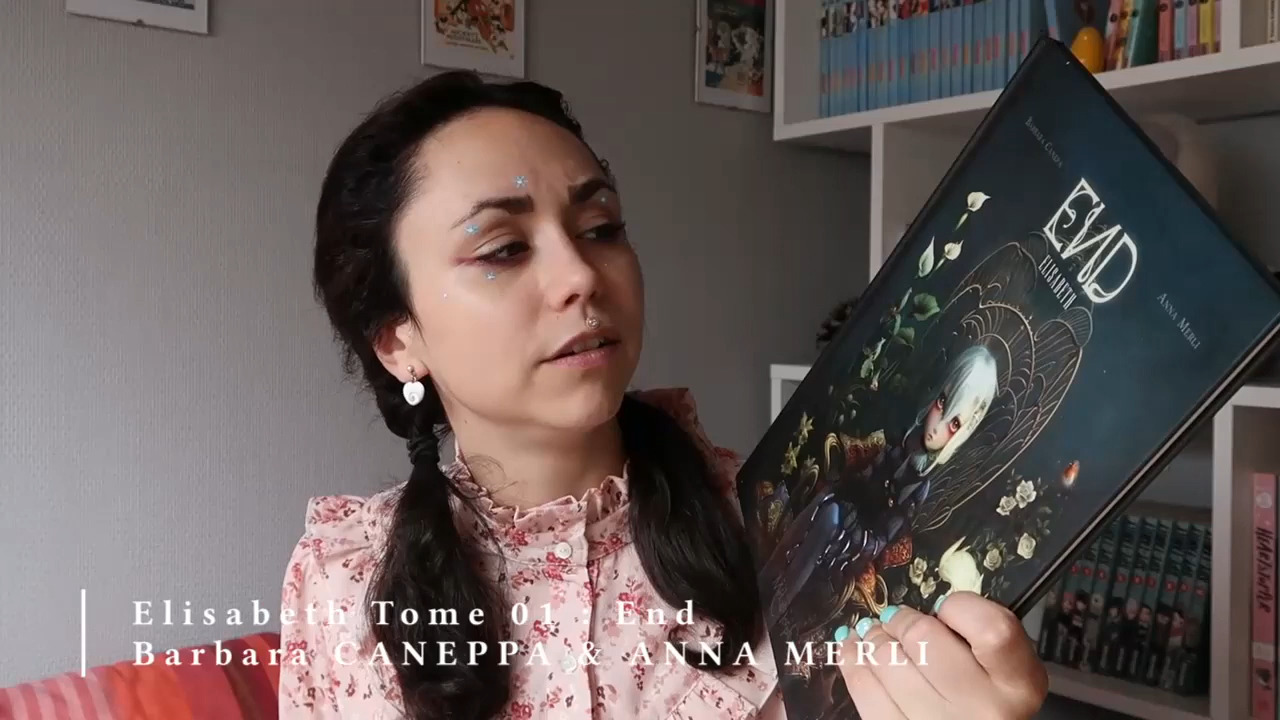 BARBARA CANEPA
END
ELISABETH
ANNA MERLI
Elisabeth Tome 01 : End
Barbara CANEPPA & ANNA MERLI